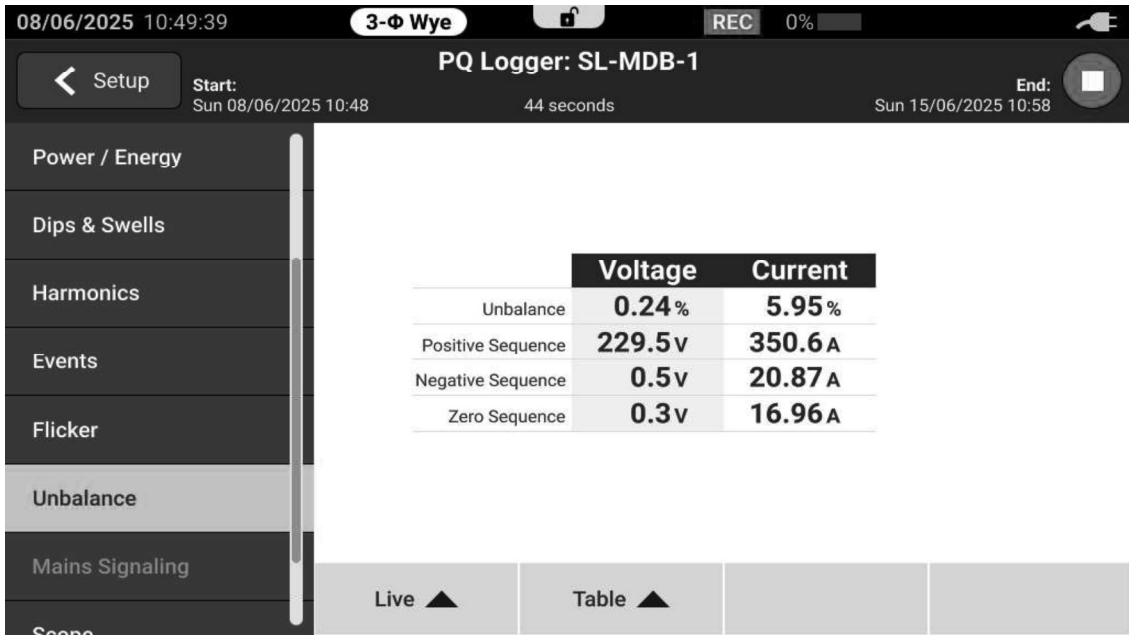 08/06/2025 10:49:39 3-Φ Wye REC 0%
PQ Logger: SL-MDB-1
Setup
Start:
Sun 08/06/2025 10:48
44 seconds
End:
Sun 15/06/2025 10:58
Power / Energy
Dips & Swells
Harmonics
Events
Flicker
Unbalance
Mains Signaling
Scope
Voltage Current
Unbalance 0.24% 5.95%
Positive Sequence 229.5V 350.6A
Negative Sequence 0.5V 20.87A
Zero Sequence 0.3V 16.96A
Live Table